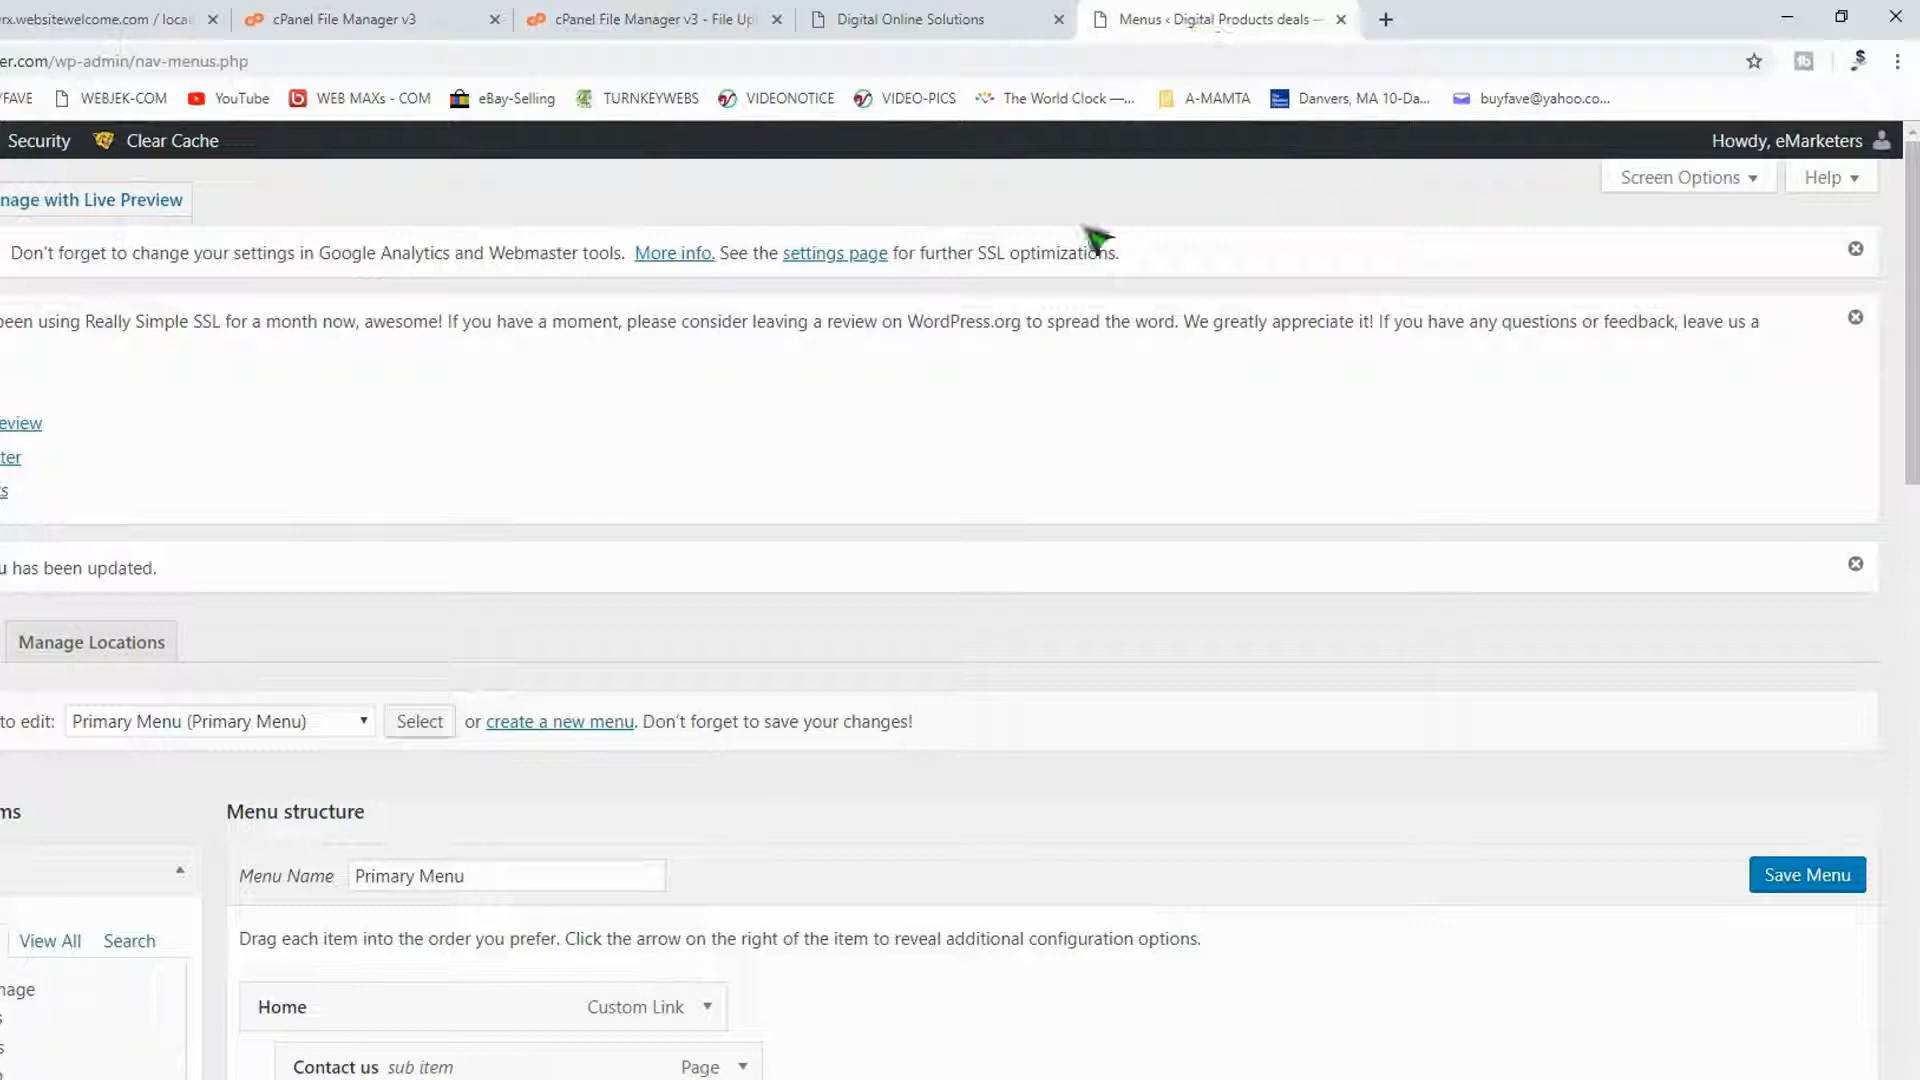 rx.websitewelcome.com / loca
cPanel File Manager v3
cPanel File Manager v3 - File Up
Digital Online Solutions
Menus ‹ Digital Products deals —
er.com/wp-admin/nav-menus.php
/FAVE
WEBJEK-COM
YouTube
WEB MAXs - COM
eBay-Selling
TURNKEYWEBS
VIDEONOTICE
VIDEO-PICS
The World Clock —...
A-MAMTA
Danvers, MA 10-Da...
buyfave@yahoo.co...
Security
Clear Cache
Howdy, eMarketers
Screen Options
Help
nage with Live Preview
Don't forget to change your settings in Google Analytics and Webmaster tools. More info. See the settings page for further SSL optimizations.
been using Really Simple SSL for a month now, awesome! If you have a moment, please consider leaving a review on WordPress.org to spread the word. We greatly appreciate it! If you have any questions or feedback, leave us a
eview
ter
s
u has been updated.
Manage Locations
to edit: Primary Menu (Primary Menu) Select or create a new menu. Don't forget to save your changes!
ms
Menu structure
Menu Name Primary Menu
Save Menu
View All Search
Drag each item into the order you prefer. Click the arrow on the right of the item to reveal additional configuration options.
nage
Home Custom Link
Contact us sub item Page